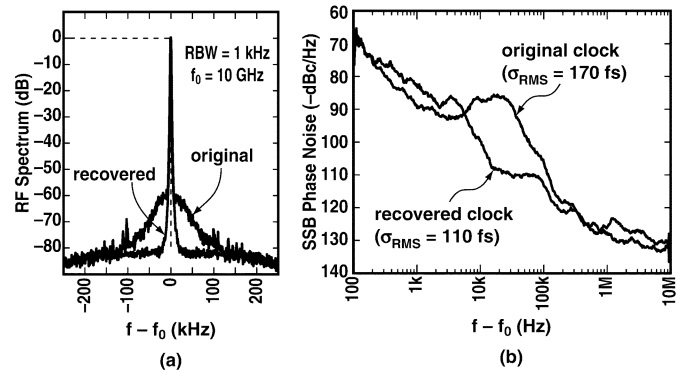 RF Spectrum (dB)
0
−10
−20
−30
−40
−50
−60
−70
−80
RBW = 1 kHz
f0 = 10 GHz
recovered
original
−200
−100
0
100
200
f − f0 (kHz)
(a)
SSB Phase Noise (−dBc/Hz)
60
70
80
90
100
110
120
130
140
original clock
(σRMS = 170 fs)
recovered clock
(σRMS = 110 fs)
100
1k
10k
100k
1M
10M
f − f0 (Hz)
(b)